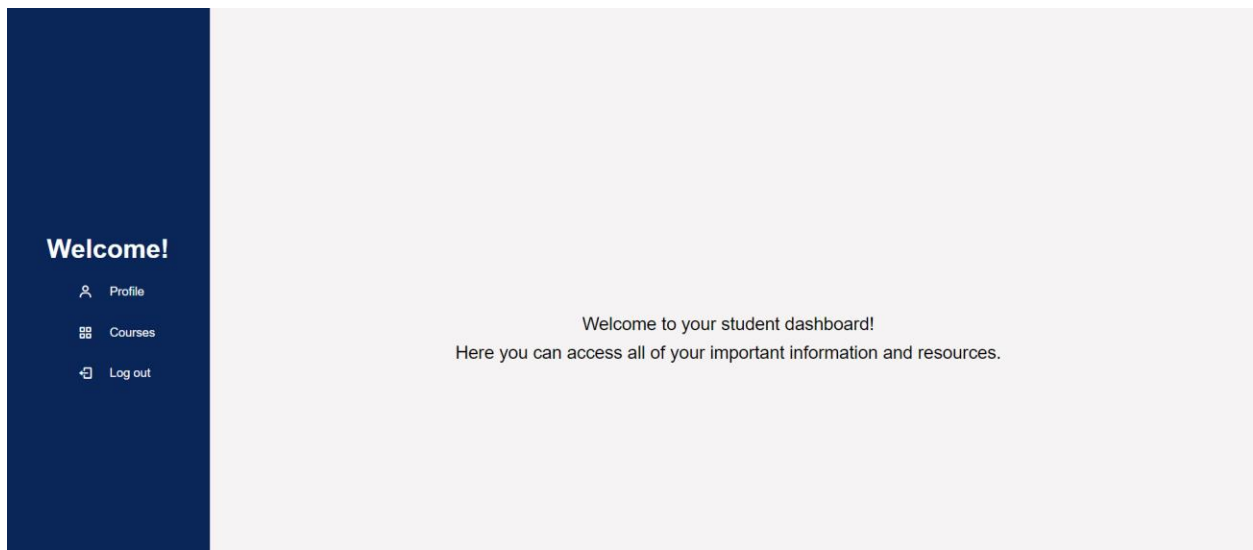 Welcome!
Profile
Courses
Log out
Welcome to your student dashboard!
Here you can access all of your important information and resources.